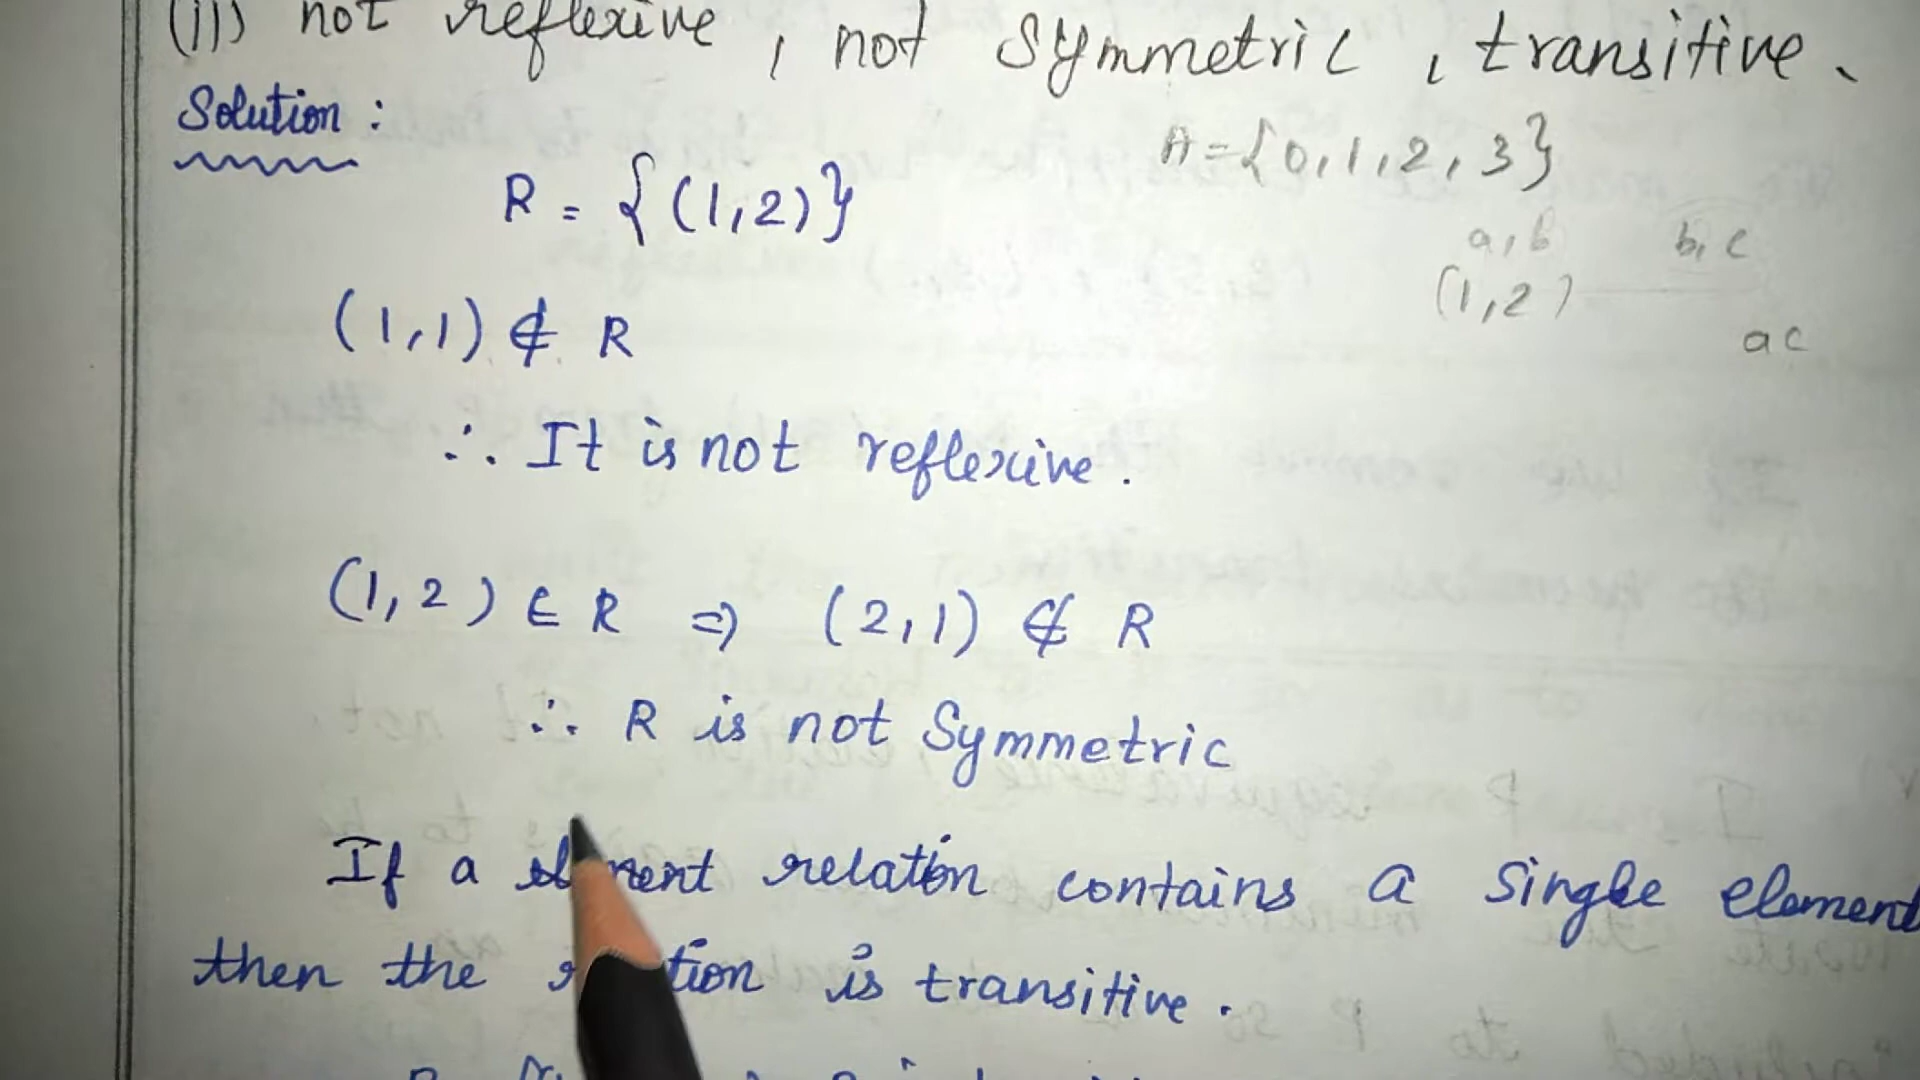 (ii) not reflexive, not Symmetric, transitive.
Solution:
A={0,1,2,3}
R = {(1,2)}
a,b b,c
(1,2)
ac
(1,1) ∉ R
∴ It is not reflexive.
(1,2) ∈ R ⇒ (2,1) ∉ R
∴ R is not Symmetric
If a relation contains a Single element
then the is transitive.